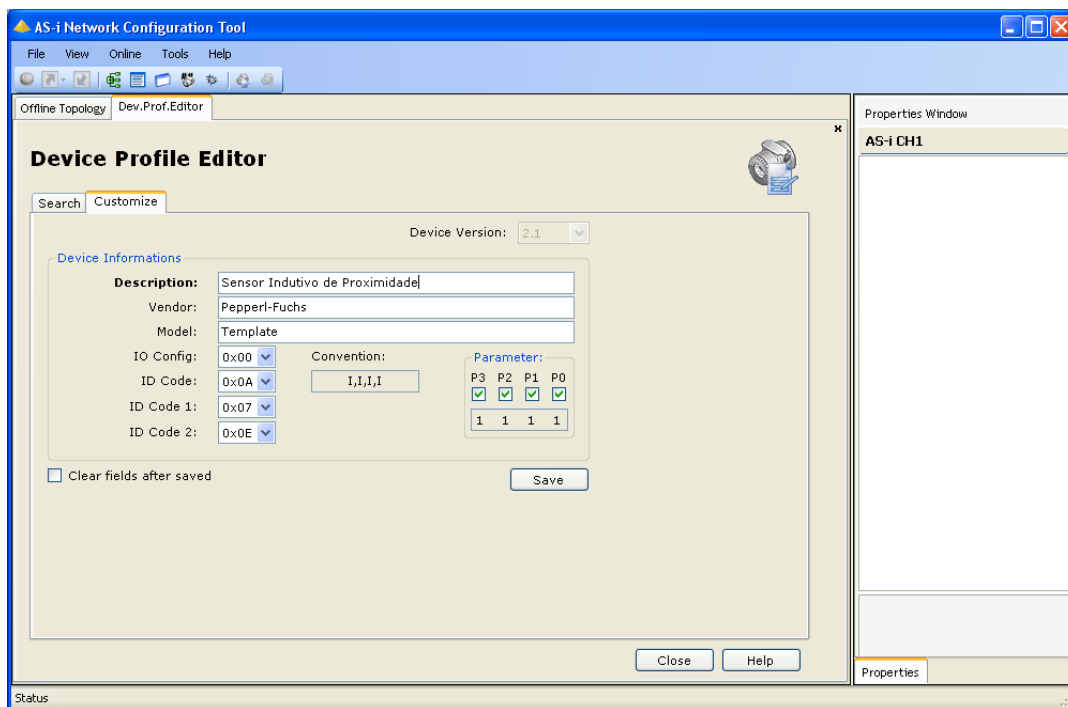 AS-i Network Configuration Tool
File View Online Tools Help
Offline Topology Dev.Prof.Editor
Properties Window
AS-i CH1
Device Profile Editor
Search Customize
Device Version: 2.1
Device Informations
Description: Sensor Indutivo de Proximidade
Vendor: Pepperl-Fuchs
Model: Template
IO Config: 0x00 Convention: Parameter:
ID Code: 0x0A I,I,I,I P3 P2 P1 P0
ID Code 1: 0x07 1 1 1 1
ID Code 2: 0x0E
Clear fields after saved Save
Close Help
Properties
Status